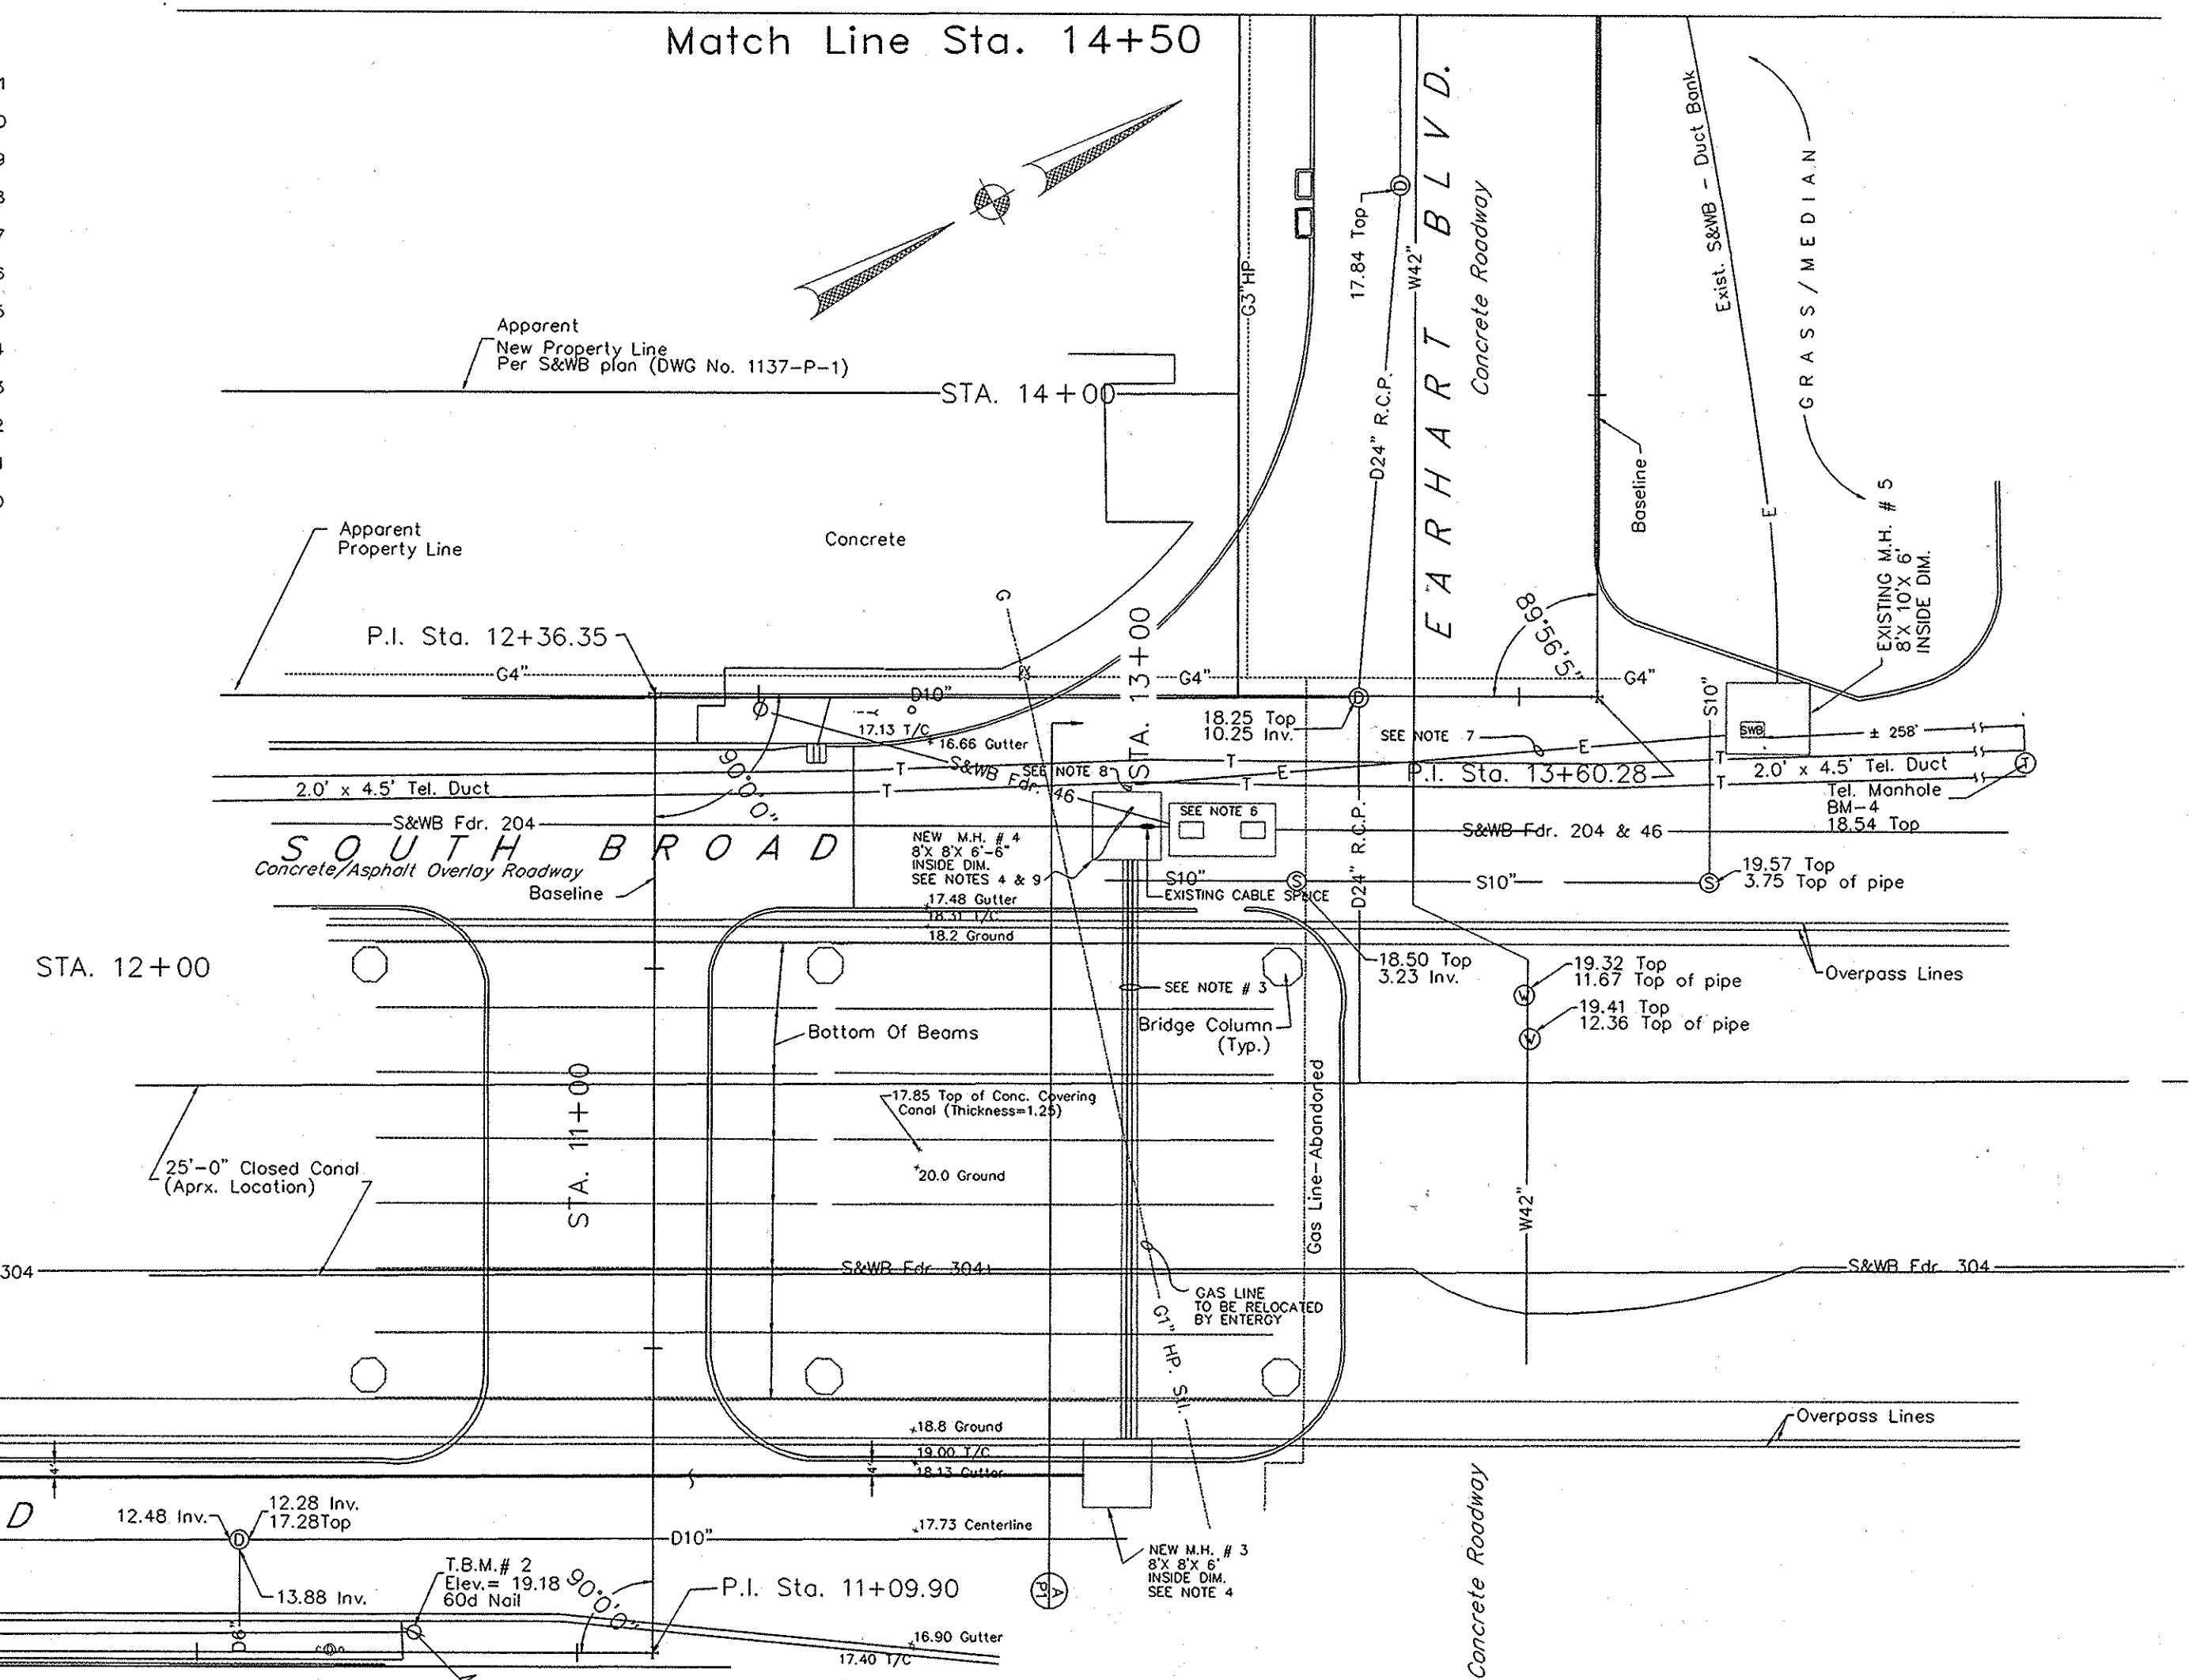 Match Line Sta. 14+50
EARHART BLVD.
Concrete Roadway
Exist. S&WB - Duct Bank
GRASS/MEDIAN
G3"HP
17.84 Top
D
W42"
D24" R.C.P.
Apparent
New Property Line
Per S&WB plan (DWG No. 1137-P-1)
STA. 14+00
Baseline
E
EXISTING M.H. # 5
8'X 10'X 6'
INSIDE DIM.
Apparent
Property Line
Concrete
G
89°56'5"
P.I. Sta. 12+36.35
STA. 13+00
G4"
G4"
G4"
D10"
D
S10"
17.13 T/C
16.66 Gutter
18.25 Top
10.25 Inv.
SEE NOTE 7
E
SWB
± 258'
90°0'0"
T
S&WB Fdr. 46
SEE NOTE 8
T
E
P.I. Sta. 13+60.28
T
2.0' x 4.5' Tel. Duct
T
2.0' x 4.5' Tel. Duct
T
T
T
Tel. Manhole
BM-4
18.54 Top
SEE NOTE 6
S&WB Fdr. 204
S&WB Fdr. 204 & 46
SOUTH BROAD
Concrete/Asphalt Overlay Roadway
Baseline
NEW M.H. # 4
8'X 8'X 6'-6"
INSIDE DIM.
SEE NOTES 4 & 9
S10"
S
S10"
S
19.57 Top
3.75 Top of pipe
EXISTING CABLE SPLICE
D24" R.C.P.
17.48 Gutter
18.31 T/C
18.2 Ground
STA. 12+00
18.50 Top
3.23 Inv.
19.32 Top
11.67 Top of pipe
W
19.41 Top
12.36 Top of pipe
W
Overpass Lines
SEE NOTE # 3
Bridge Column
(Typ.)
Bottom Of Beams
STA. 11+00
17.85 Top of Conc. Covering
Canal (Thickness=1.25)
Gas Line-Abandoned
25'-0" Closed Canal
(Aprx. Location)
20.0 Ground
W42"
304
S&WB Fdr. 304
S&WB Fdr. 304
GAS LINE
TO BE RELOCATED
BY ENTERGY
G1" HP. Stl.
18.8 Ground
19.00 T/C
18.13 Gutter
4'
4'
Overpass Lines
D
12.48 Inv.
D
12.28 Inv.
17.28Top
D10"
17.73 Centerline
NEW M.H. # 3
8'X 8'X 6'
INSIDE DIM.
SEE NOTE 4
Concrete Roadway
T.B.M.# 2
Elev.= 19.18
60d Nail
13.88 Inv.
90°0'0"
P.I. Sta. 11+09.90
A
P1
D6"
16.90 Gutter
17.40 T/C